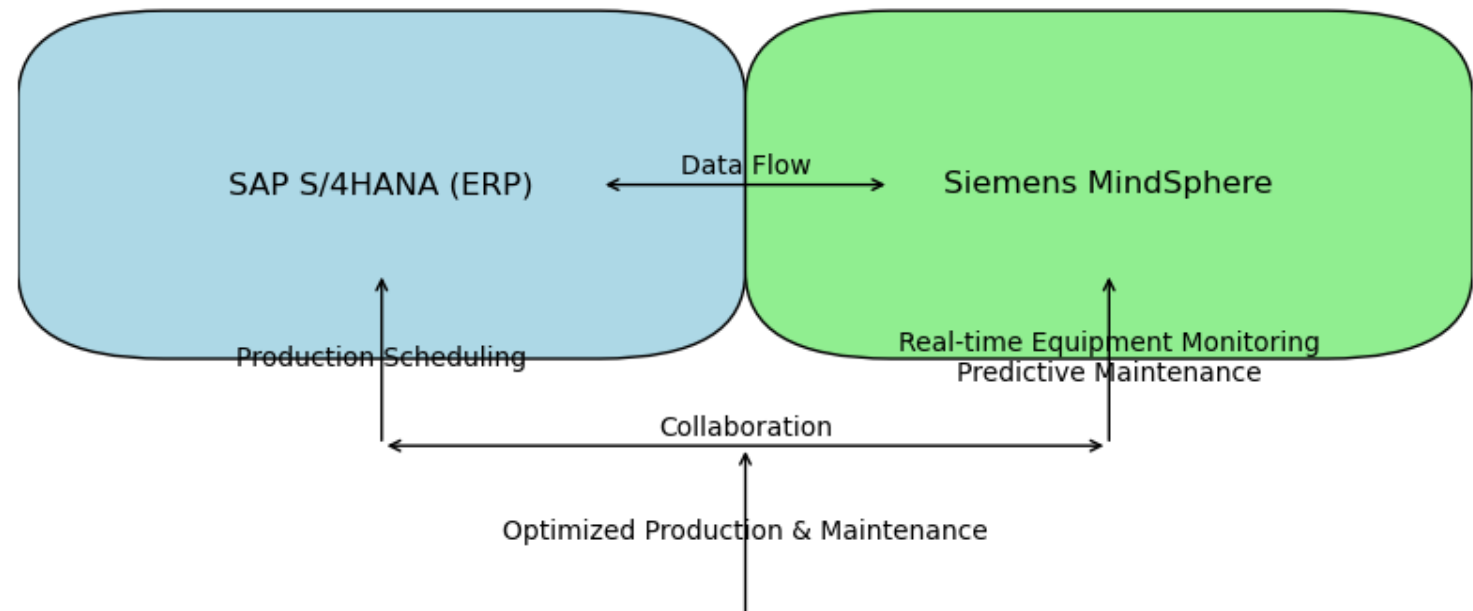 Data Flow
SAP S/4HANA (ERP)
Siemens MindSphere
Production Scheduling
Real-time Equipment Monitoring
Predictive Maintenance
Collaboration
Optimized Production & Maintenance